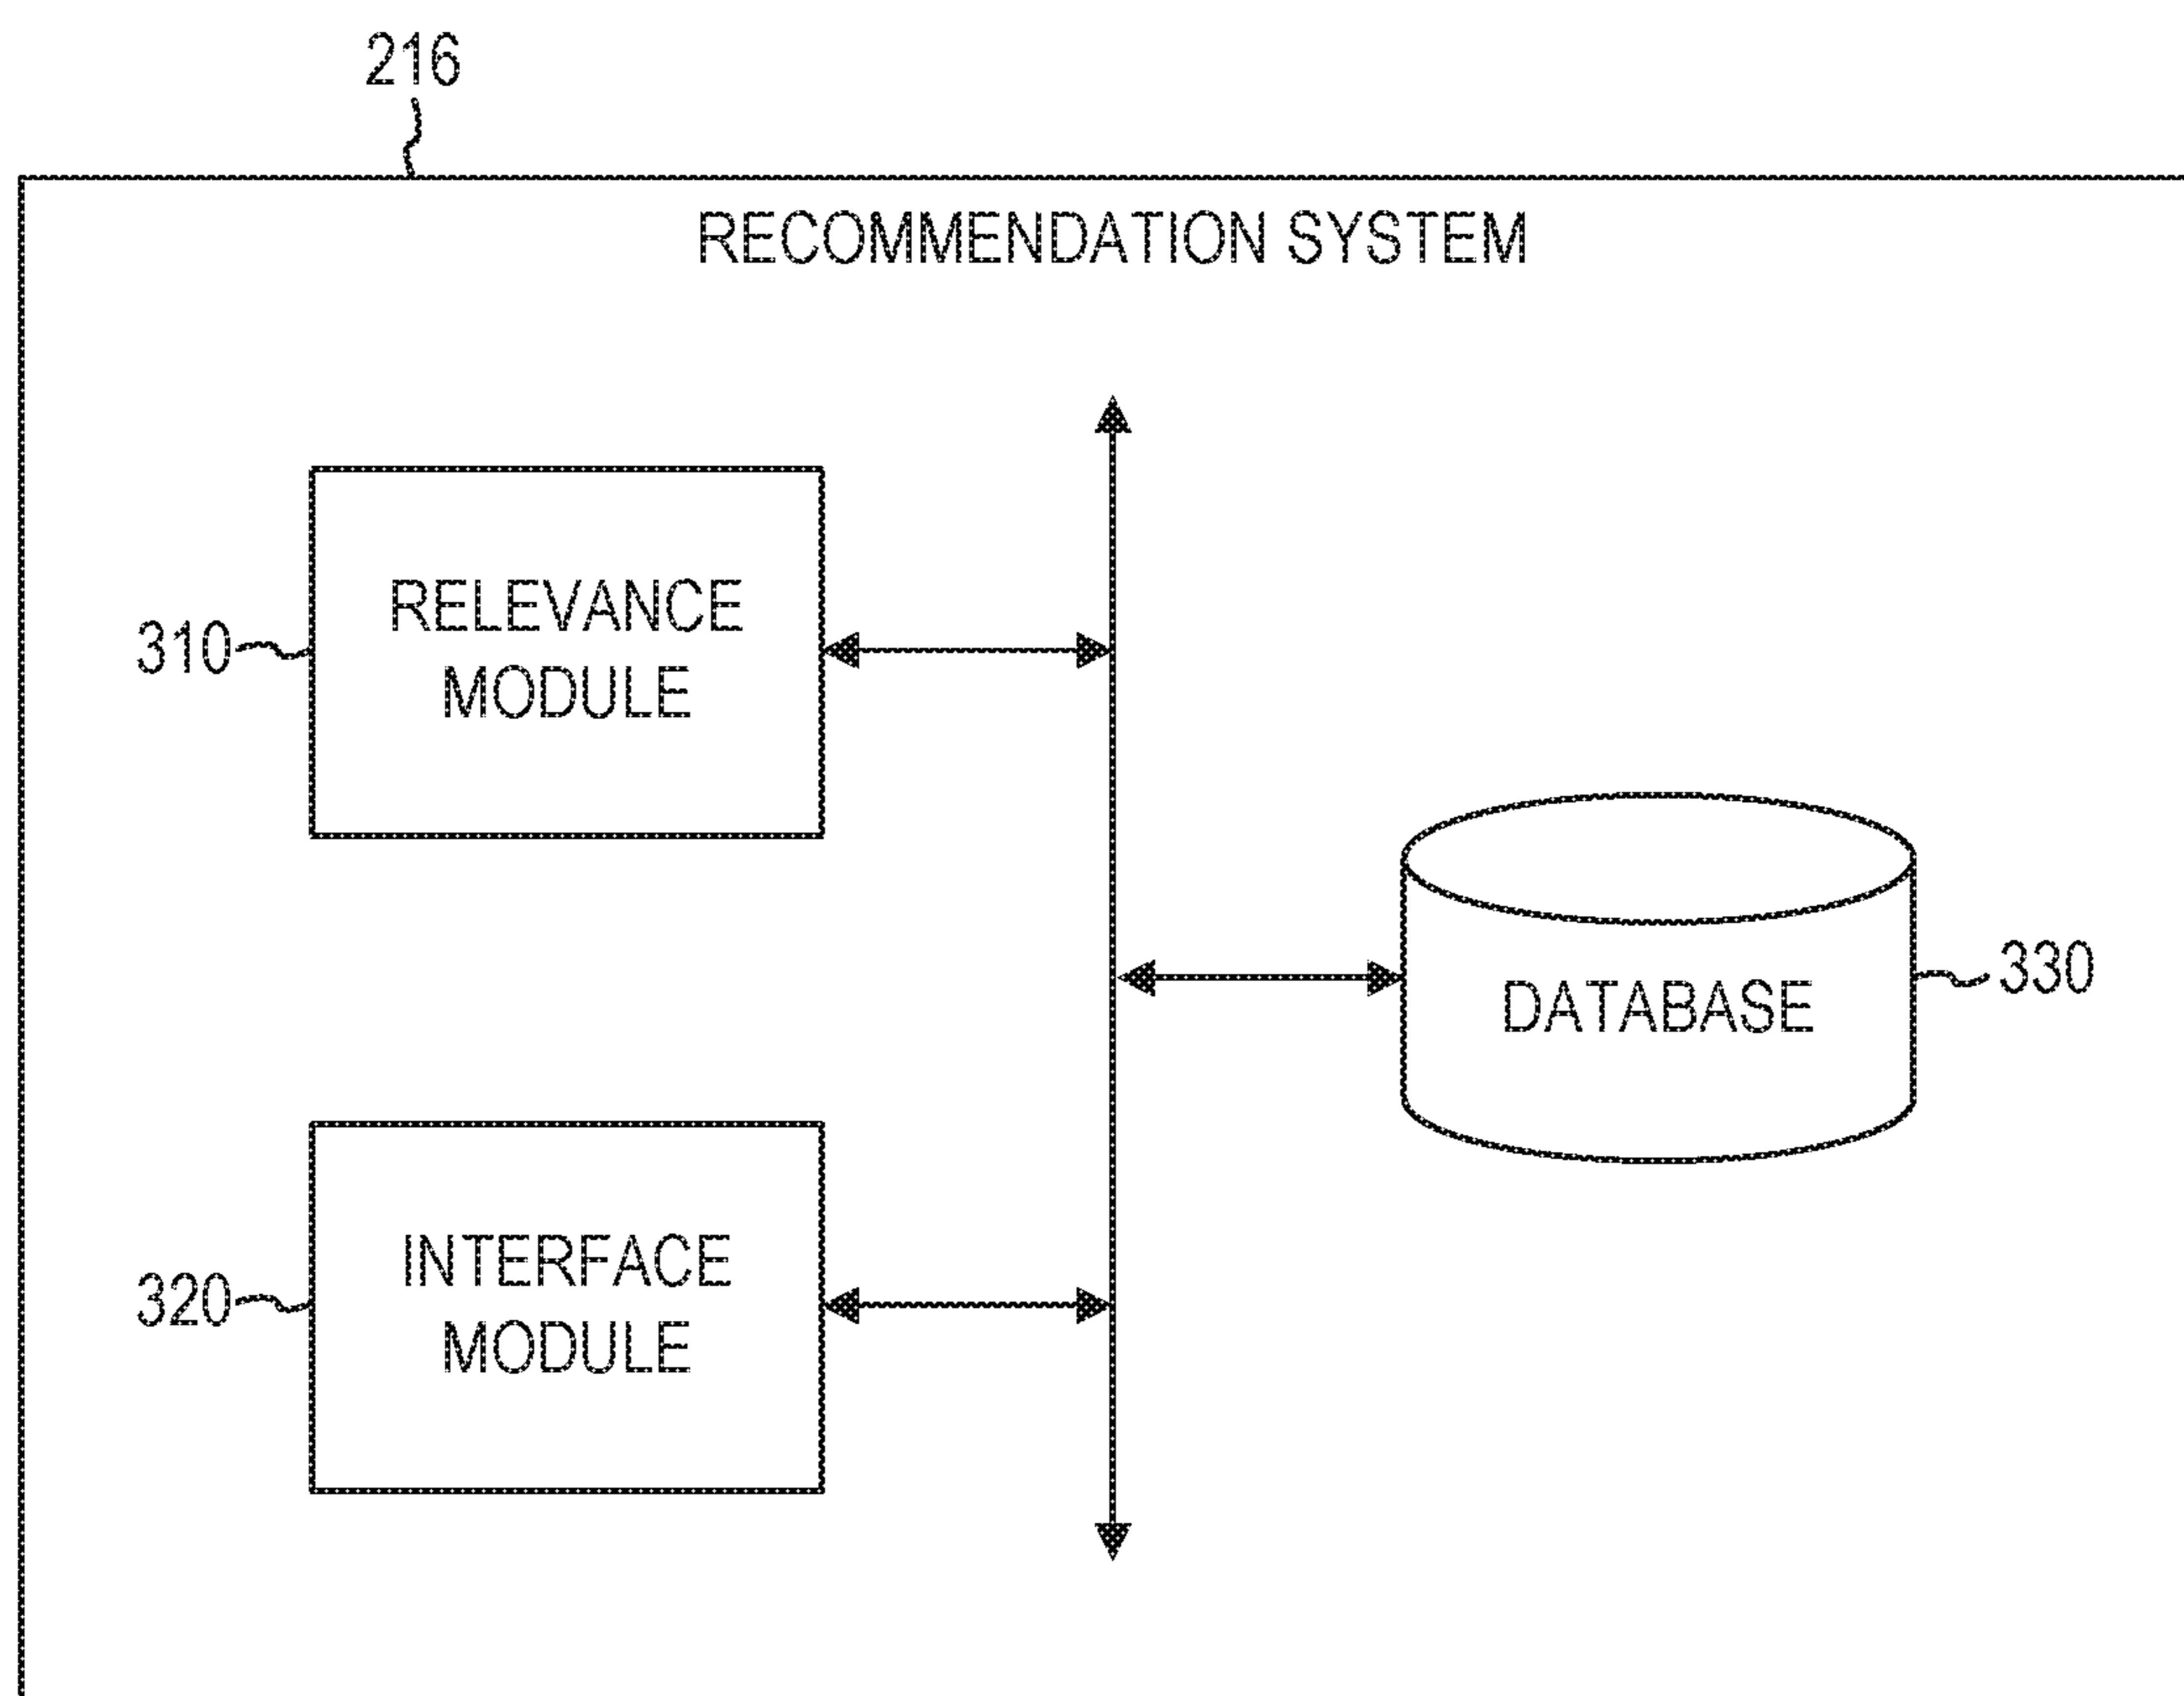 216
RECOMMENDATION SYSTEM
RELEVANCE
MODULE
310
DATABASE
330
INTERFACE
MODULE
320